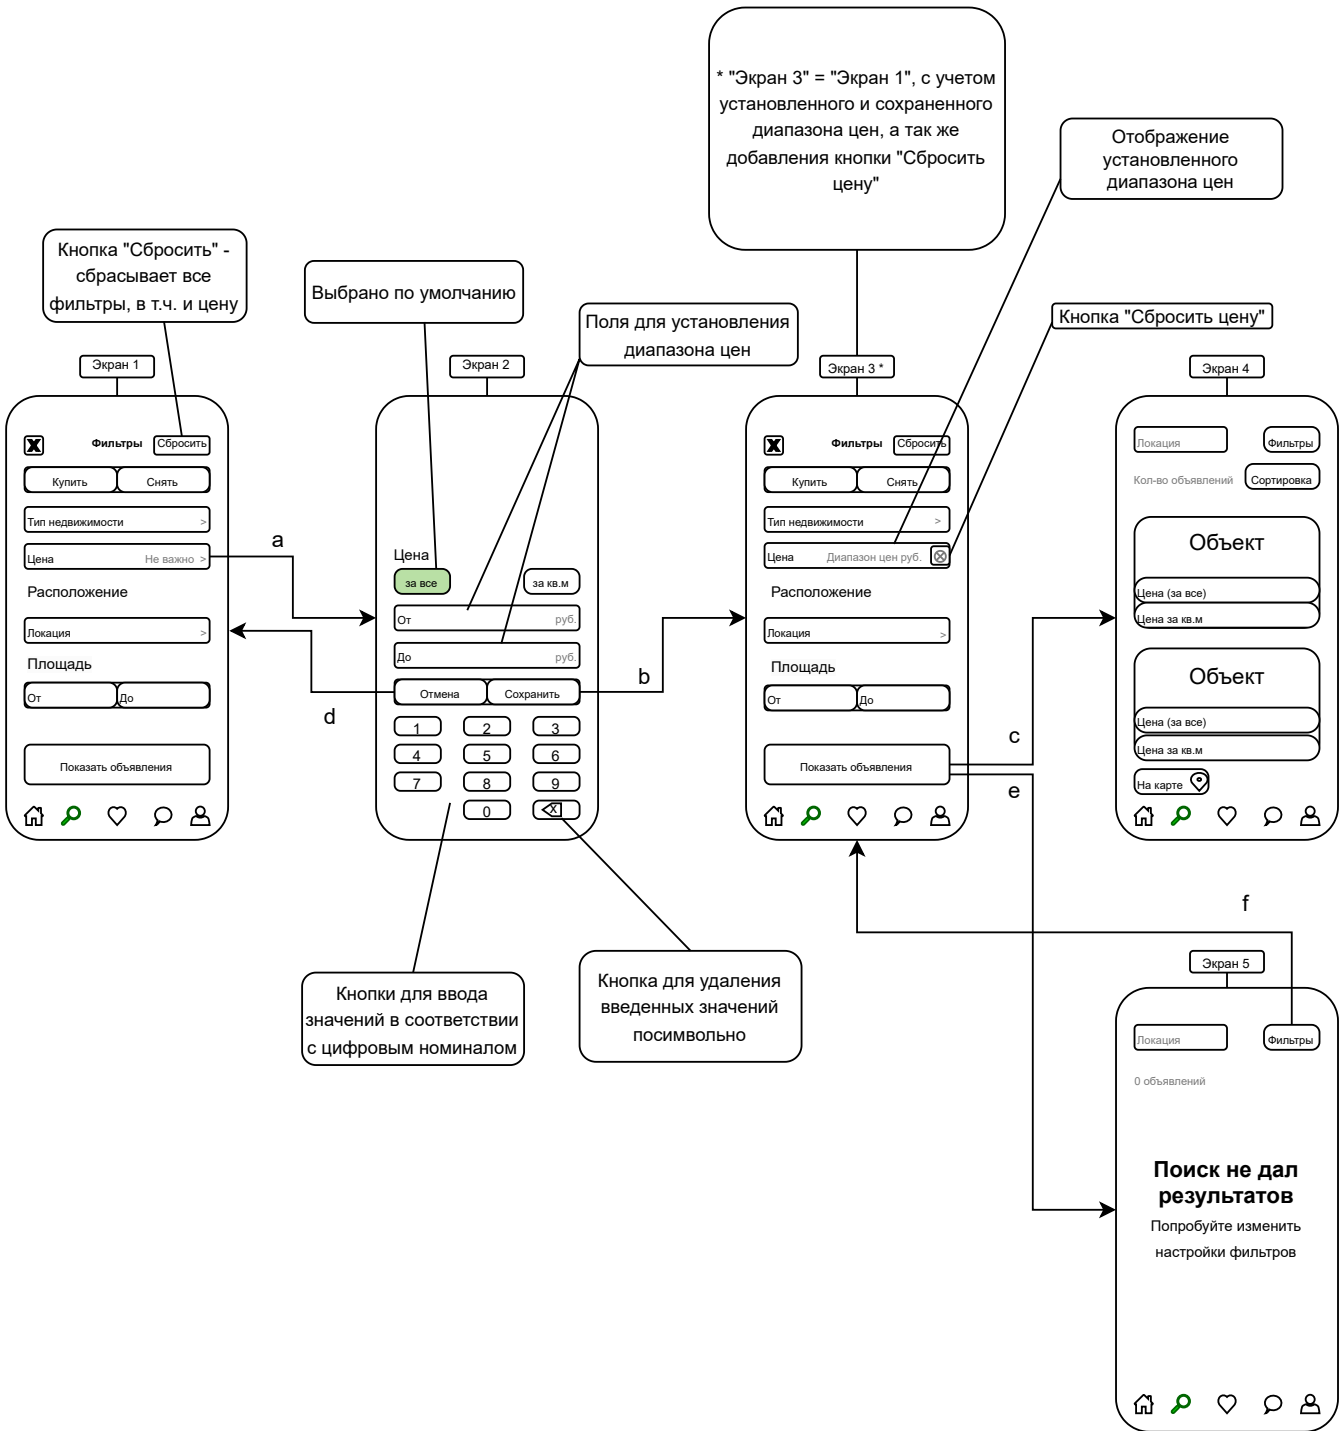 * "Экран 3" = "Экран 1", с учетом
установленного и сохраненного
диапазона цен, а так же
добавления кнопки "Сбросить
цену"
Отображение
установленного
диапазона цен
Кнопка "Сбросить" -
сбрасывает все
фильтры, в т.ч. и цену
Выбрано по умолчанию
Поля для установления
диапазона цен
Кнопка "Сбросить цену"
Экран 1
Фильтры
Сбросить
Купить
Снять
Тип недвижимости >
Цена Не важно >
Расположение
Локация >
Площадь
От
До
Показать объявления
a
d
Экран 2
Цена
за все
за кв.м
От руб.
До руб.
Отмена
Сохранить
1
2
3
4
5
6
7
8
9
0
X
b
Кнопки для ввода
значений в соответствии
с цифровым номиналом
Кнопка для удаления
введенных значений
посимвольно
Экран 3 *
Фильтры
Сбросить
Купить
Снять
Тип недвижимости >
Цена Диапазон цен руб.
Расположение
Локация >
Площадь
От
До
Показать объявления
c
e
f
Экран 4
Локация
Фильтры
Кол-во объявлений
Сортировка
Объект
Цена (за все)
Цена за кв.м
Объект
Цена (за все)
Цена за кв.м
На карте
Экран 5
Локация
Фильтры
0 объявлений
Поиск не дал
результатов
Попробуйте изменить
настройки фильтров